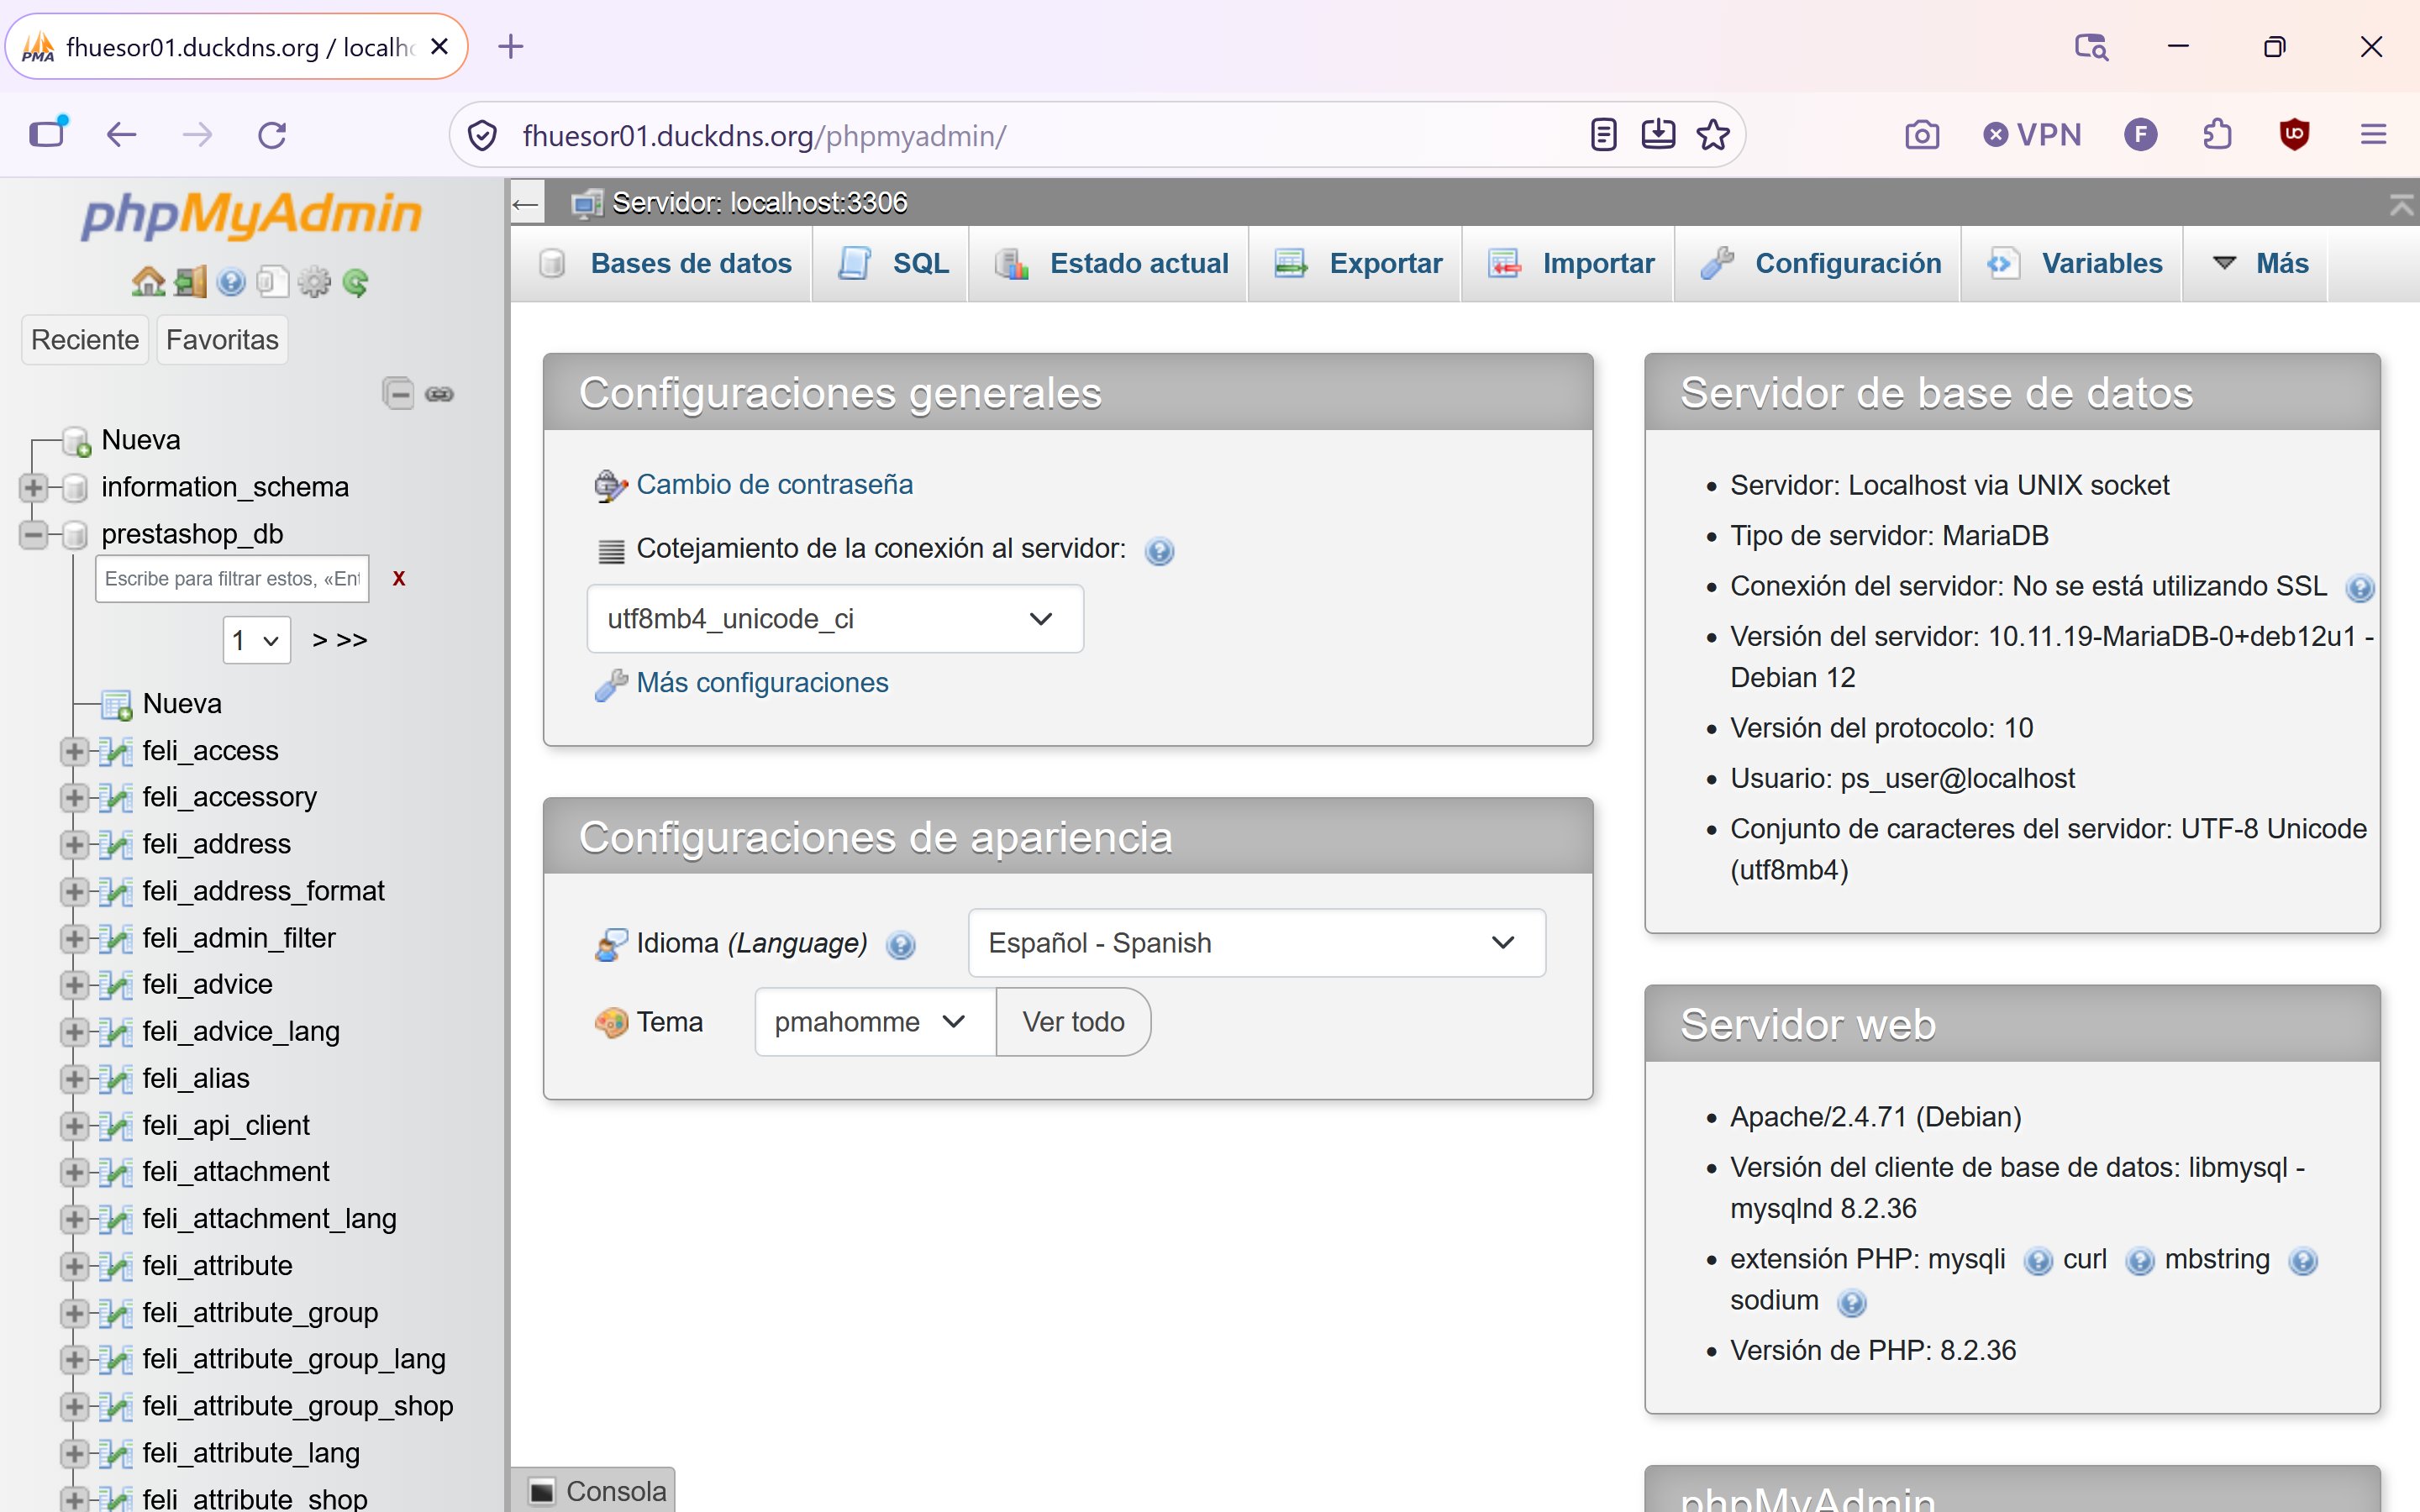 PMA fhuesor01.duckdns.org / localho
fhuesor01.duckdns.org/phpmyadmin/
VPN
F
phpMyAdmin
Reciente Favoritas
Nueva
information_schema
prestashop_db
Escribe para filtrar estos, «Ent X
1 > >>
Nueva
feli_access
feli_accessory
feli_address
feli_address_format
feli_admin_filter
feli_advice
feli_advice_lang
feli_alias
feli_api_client
feli_attachment
feli_attachment_lang
feli_attribute
feli_attribute_group
feli_attribute_group_lang
feli_attribute_group_shop
feli_attribute_lang
feli_attribute_shop
Servidor: localhost:3306
Bases de datos SQL Estado actual Exportar Importar Configuración Variables Más
Configuraciones generales
Cambio de contraseña
Cotejamiento de la conexión al servidor:
utf8mb4_unicode_ci
Más configuraciones
Configuraciones de apariencia
Idioma (Language) Español - Spanish
Tema pmahomme Ver todo
Servidor de base de datos
Servidor: Localhost via UNIX socket
Tipo de servidor: MariaDB
Conexión del servidor: No se está utilizando SSL
Versión del servidor: 10.11.19-MariaDB-0+deb12u1 -
Debian 12
Versión del protocolo: 10
Usuario: ps_user@localhost
Conjunto de caracteres del servidor: UTF-8 Unicode
(utf8mb4)
Servidor web
Apache/2.4.71 (Debian)
Versión del cliente de base de datos: libmysql -
mysqlnd 8.2.36
extensión PHP: mysqli curl mbstring
sodium
Versión de PHP: 8.2.36
phpMyAdmin
Consola